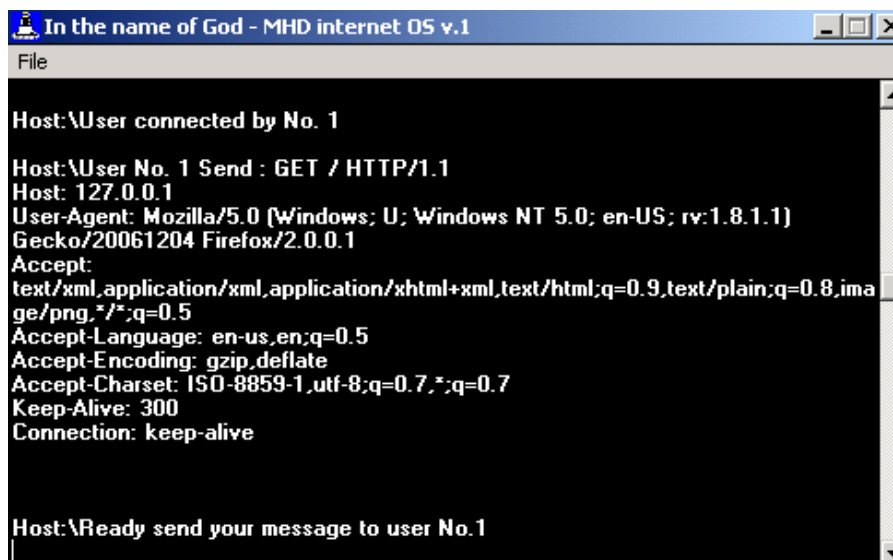 In the name of God - MHD internet OS v.1
File
Host:\User connected by No. 1
Host:\User No. 1 Send : GET / HTTP/1.1
Host: 127.0.0.1
User-Agent: Mozilla/5.0 (Windows; U; Windows NT 5.0; en-US; rv:1.8.1.1)
Gecko/20061204 Firefox/2.0.0.1
Accept:
text/xml,application/xml,application/xhtml+xml,text/html;q=0.9,text/plain;q=0.8,ima
ge/png,*/*;q=0.5
Accept-Language: en-us,en;q=0.5
Accept-Encoding: gzip,deflate
Accept-Charset: ISO-8859-1,utf-8;q=0.7,*;q=0.7
Keep-Alive: 300
Connection: keep-alive
Host:\Ready send your message to user No.1